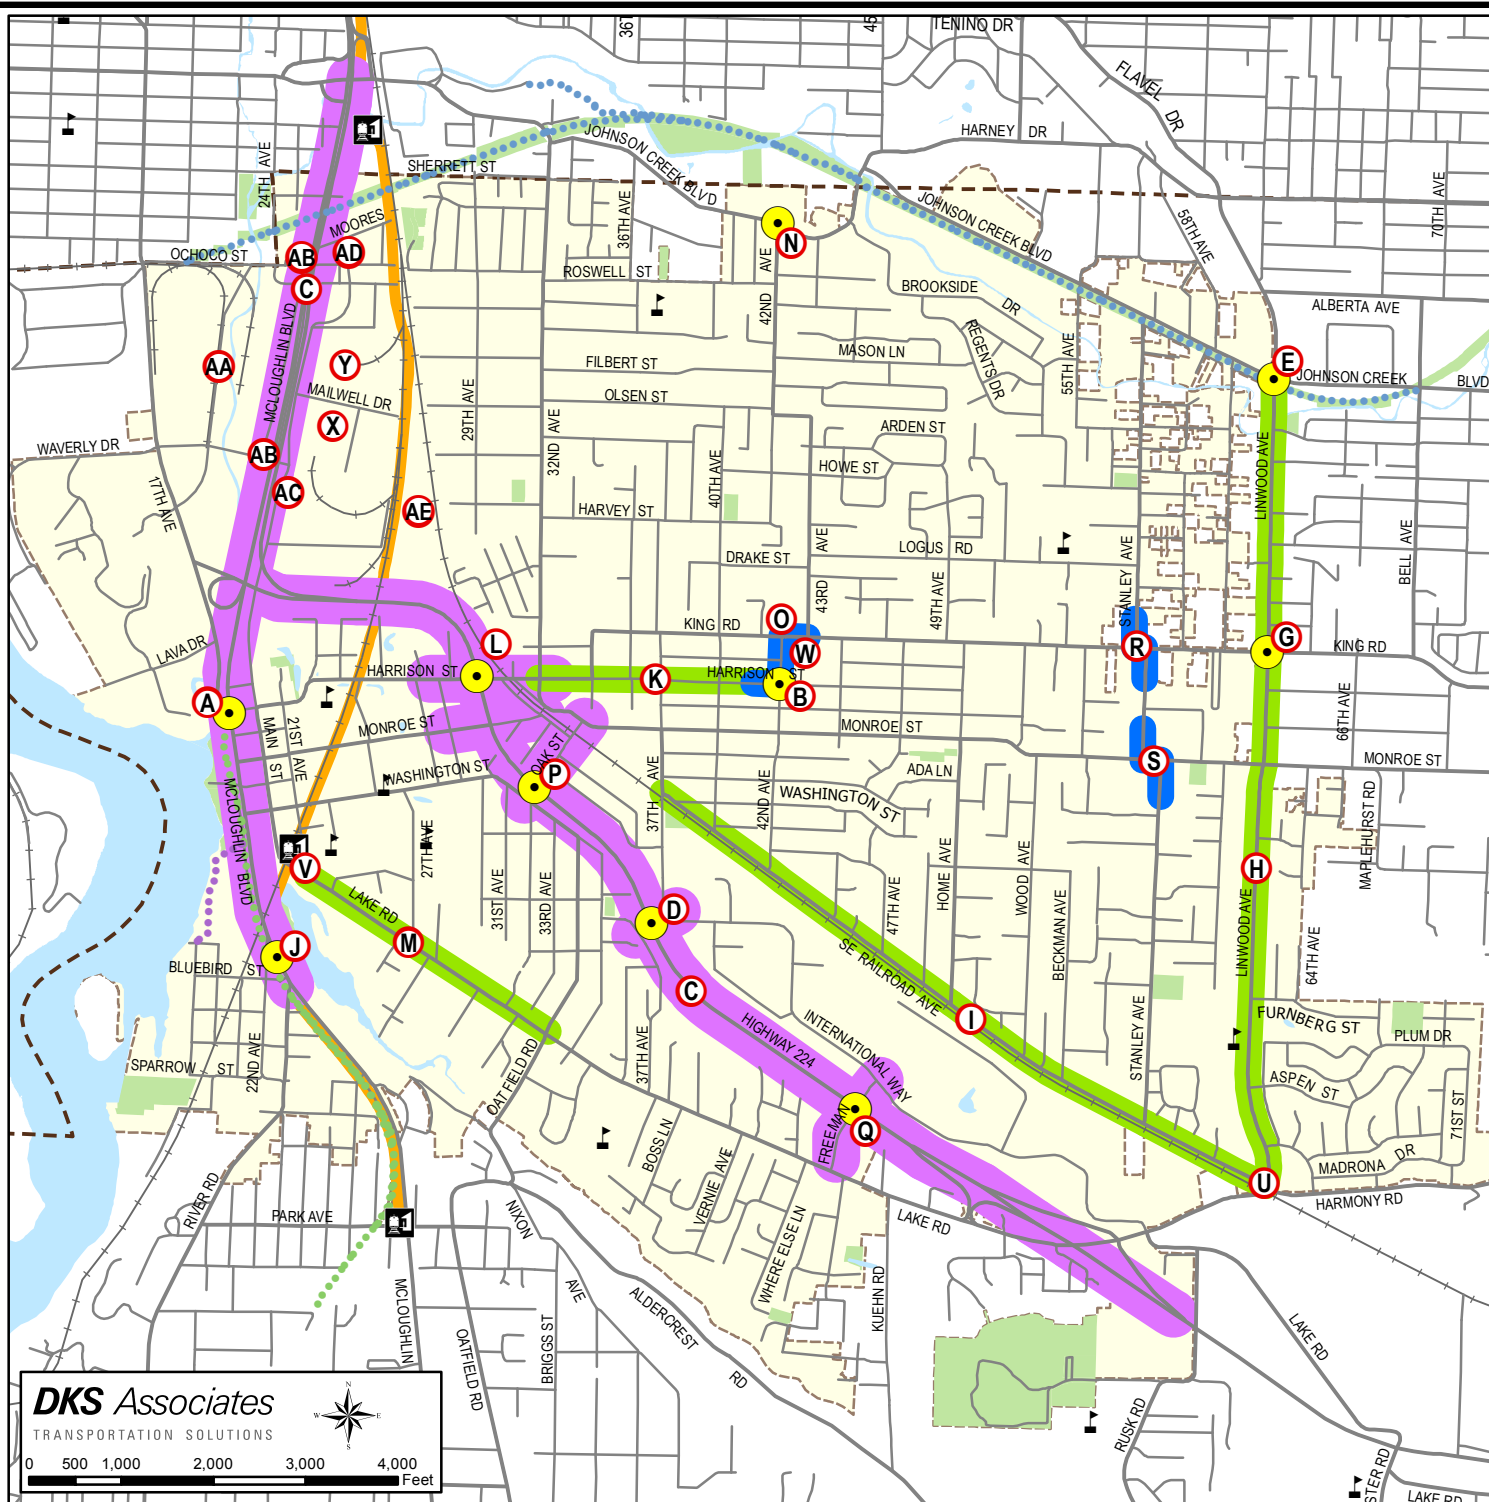 36T
45
TENINO DR
FLAVEL DR
HARNEY DR
JOHNSON CREEK BLVD
SHERRETT ST
24TH AVE
MOORES
OCHOCO ST
36TH AVE
JOHNSON CREEK BLVD
58TH AVE
70TH AVE
AB
AD
C
N
ROSWELL ST
42ND AVE
BROOKSIDE DR
ALBERTA AVE
MCLOUGHLIN BLVD
AA
Y
FILBERT ST
MASON LN
REGENTS DR
55TH AVE
E
JOHNSON CREEK BLVD
MAILWELL DR
OLSEN ST
29TH AVE
32ND AVE
X
ARDEN ST
WAVERLY DR
AB
HOWE ST
LINWOOD AVE
40TH AVE
17TH AVE
AC
AE
HARVEY ST
LOGUS RD
DRAKE ST
43RD AVE
STANLEY AVE
BELL AVE
49TH AVE
O
KING RD
LAVA DR
L
W
R
G
KING RD
HARRISON ST
K
HARRISON ST
B
A
66TH AVE
MAIN ST
21ST AVE
MONROE ST
MONROE ST
OAK ST
S
MONROE ST
WASHINGTON ST
P
37TH AVE
42ND AVE
ADA LN
WASHINGTON ST
MCLOUGHLIN BLVD
27TH AVE
V
LAKE RD
31ST AVE
33RD AVE
D
47TH AVE
HOME AVE
WOOD AVE
BECKMAN AVE
H
MAPLEHURST RD
M
J
BLUEBIRD ST
SE RAILROAD AVE
LINWOOD AVE
64TH AVE
C
I
HIGHWAY 224
INTERNATIONAL WAY
STANLEY AVE
FURNBERG ST
PLUM DR
SPARROW ST
22ND AVE
OATFIELD RD
37TH AVE
ASPEN ST
71ST ST
FREEMAN
Q
BOSS LN
VERNIE AVE
MADRONA DR
U
HARMONY RD
RIVER RD
PARK AVE
NIXON AVE
WHERE ELSE LN
LAKE RD
KUEHN RD
ALDERCREST RD
MCLOUGHLIN
OATFIELD RD
BRIGGS ST
LAKE RD
RUSK RD
STER RD
LAKE RD
DKS Associates
TRANSPORTATION SOLUTIONS
N
W E
S
0 500 1,000 2,000 3,000 4,000
Feet